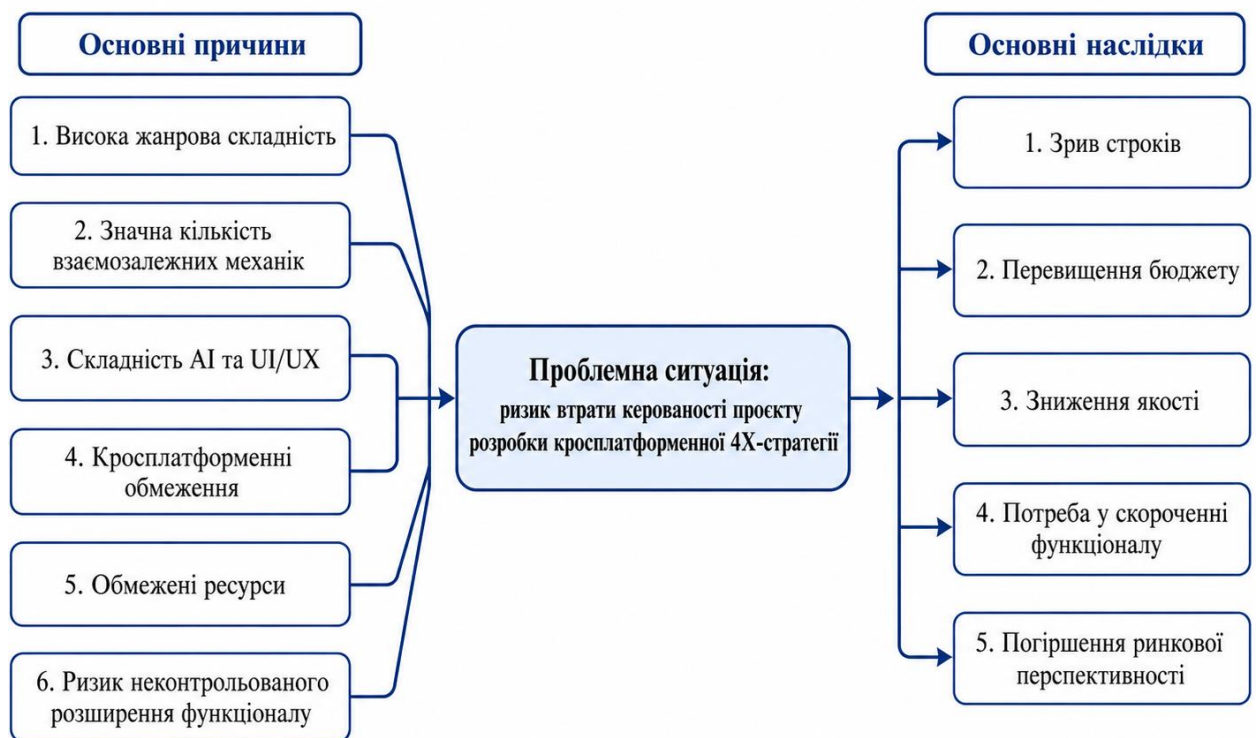 Основні причини
1. Висока жанрова складність
2. Значна кількість
взаємозалежних механік
3. Складність AI та UI/UX
4. Кросплатформенні
обмеження
5. Обмежені ресурси
6. Ризик неконтрольованого
розширення функціоналу
Проблемна ситуація:
ризик втрати керованості проєкту
розробки кросплатформенної 4X-стратегії
Основні наслідки
1. Зрив строків
2. Перевищення бюджету
3. Зниження якості
4. Потреба у скороченні
функціоналу
5. Погіршення ринкової
перспективності